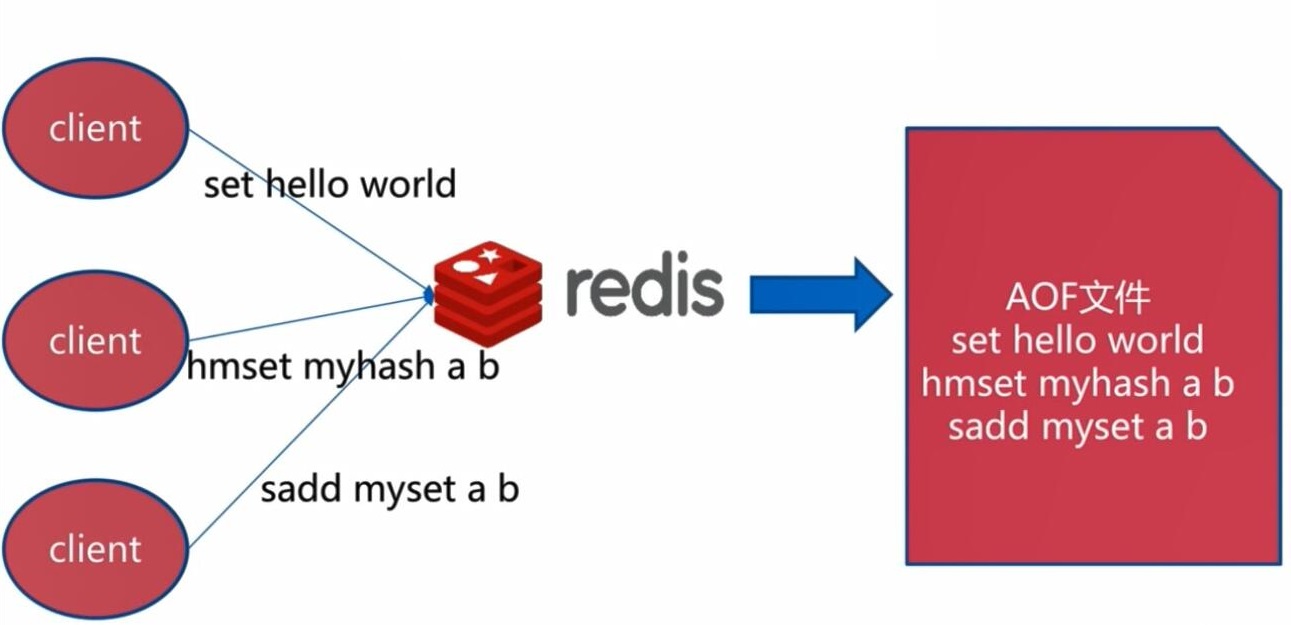 client
set hello world
client
hmset myhash a b
client
sadd myset a b
redis
AOF文件
set hello world
hmset myhash a b
sadd myset a b